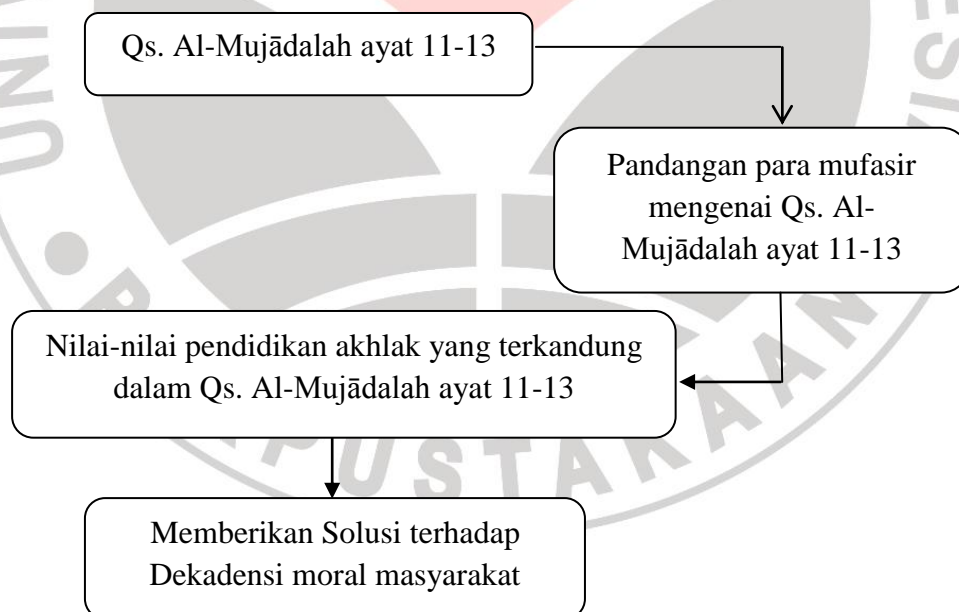 Qs. Al-Mujādalah ayat 11-13
Pandangan para mufasir
mengenai Qs. Al-
Mujādalah ayat 11-13
Nilai-nilai pendidikan akhlak yang terkandung
dalam Qs. Al-Mujādalah ayat 11-13
Memberikan Solusi terhadap
Dekadensi moral masyarakat